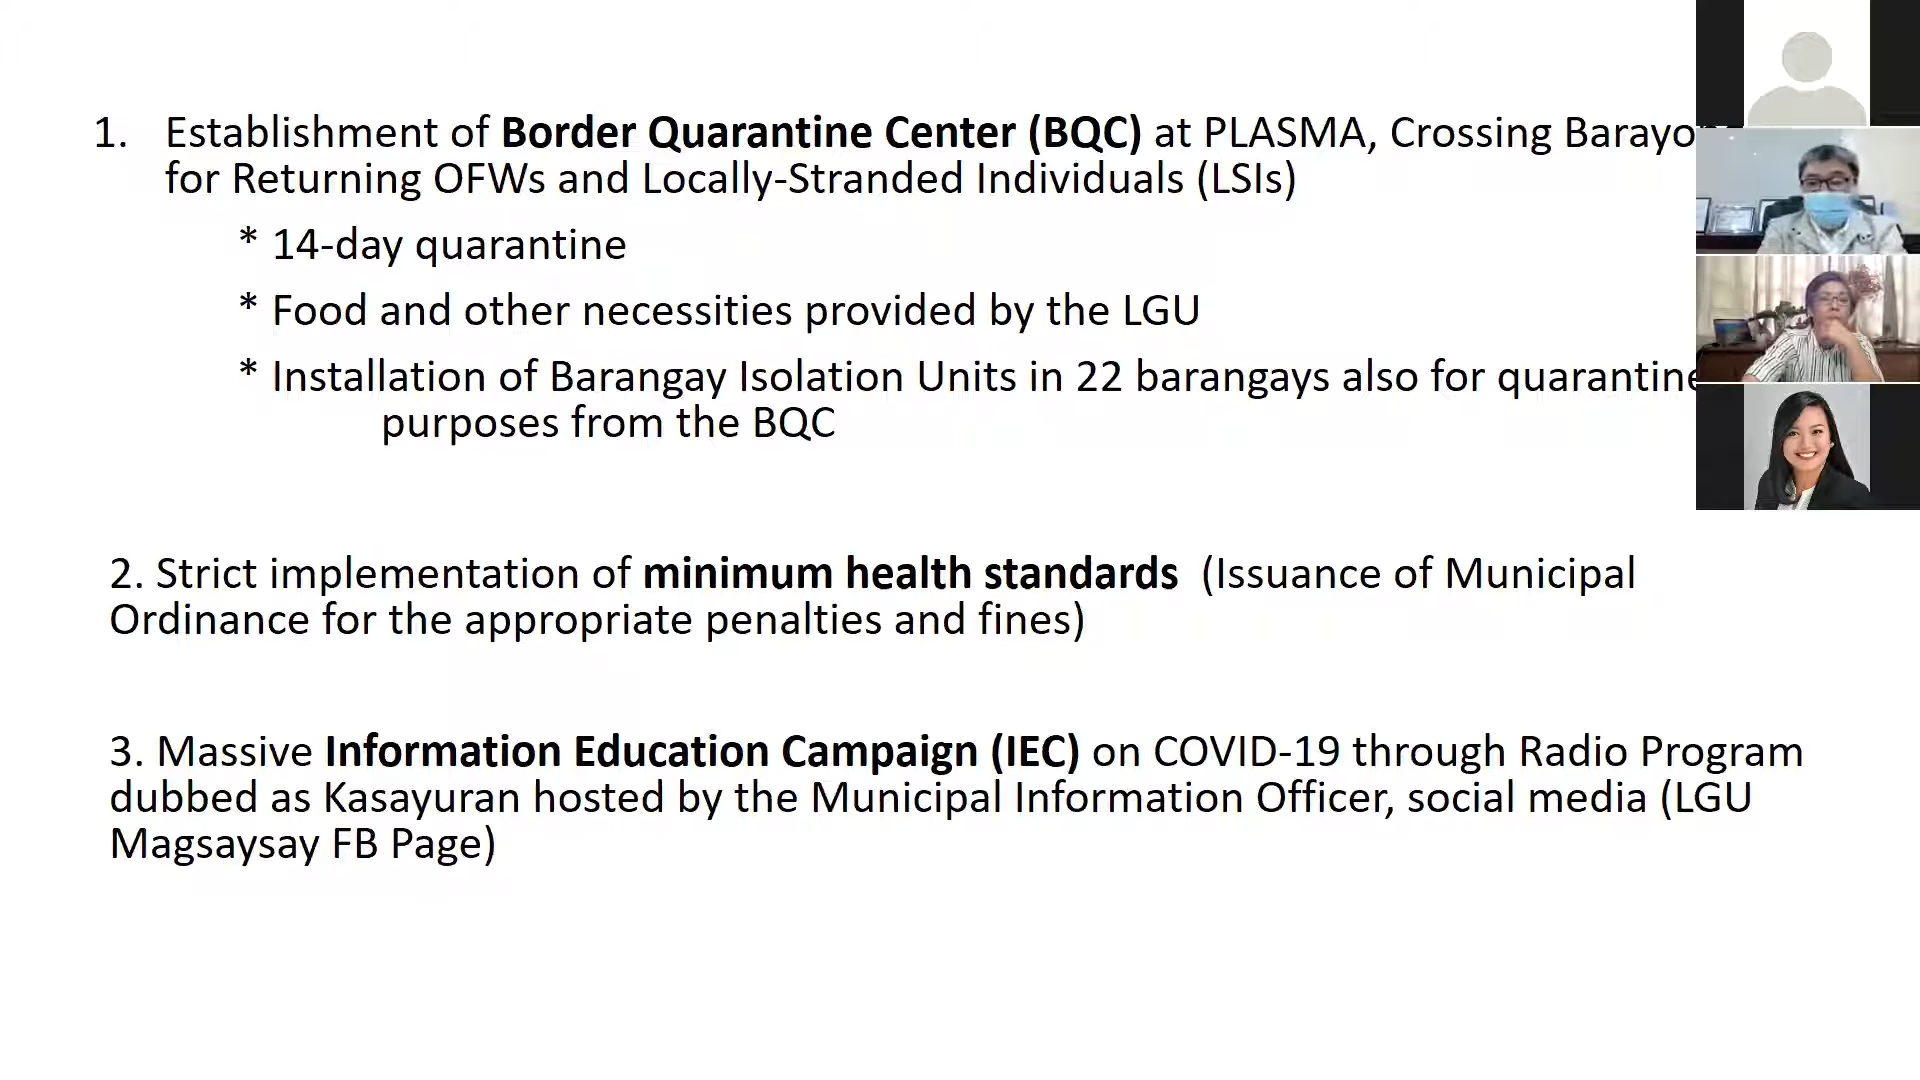 1. Establishment of Border Quarantine Center (BQC) at PLASMA, Crossing
for Returning OFWs and Locally-Stranded Individuals (LSIs)
* 14-day quarantine
* Food and other necessities provided by the LGU
* Installation of Barangay Isolation Units in 22 barangays also for quarantine
purposes from the BQC
2. Strict implementation of minimum health standards (Issuance of Municipal
Ordinance for the appropriate penalties and fines)
3. Massive Information Education Campaign (IEC) on COVID-19 through Radio Program
dubbed as Kasayuran hosted by the Municipal Information Officer, social media (LGU
Magsaysay FB Page)